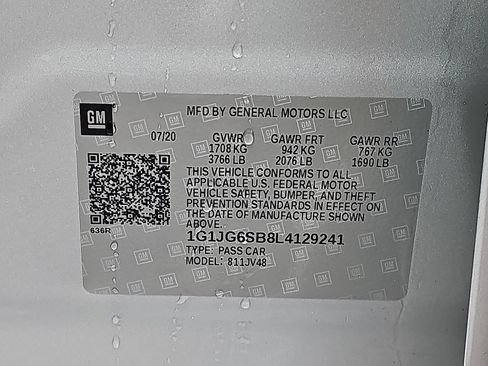 GM
MFD BY GENERAL MOTORS LLC
07/20 GVWR GAWR FRT GAWR RR
1708 KG 942 KG 767 KG
3766 LB 2076 LB 1690 LB
THIS VEHICLE CONFORMS TO ALL
APPLICABLE U.S. FEDERAL MOTOR
VEHICLE SAFETY, BUMPER, AND THEFT
PREVENTION STANDARDS IN EFFECT ON
THE DATE OF MANUFACTURE SHOWN
ABOVE.
636R
1G1JG6SB8L4129241
TYPE: PASS CAR
MODEL: 811JV48